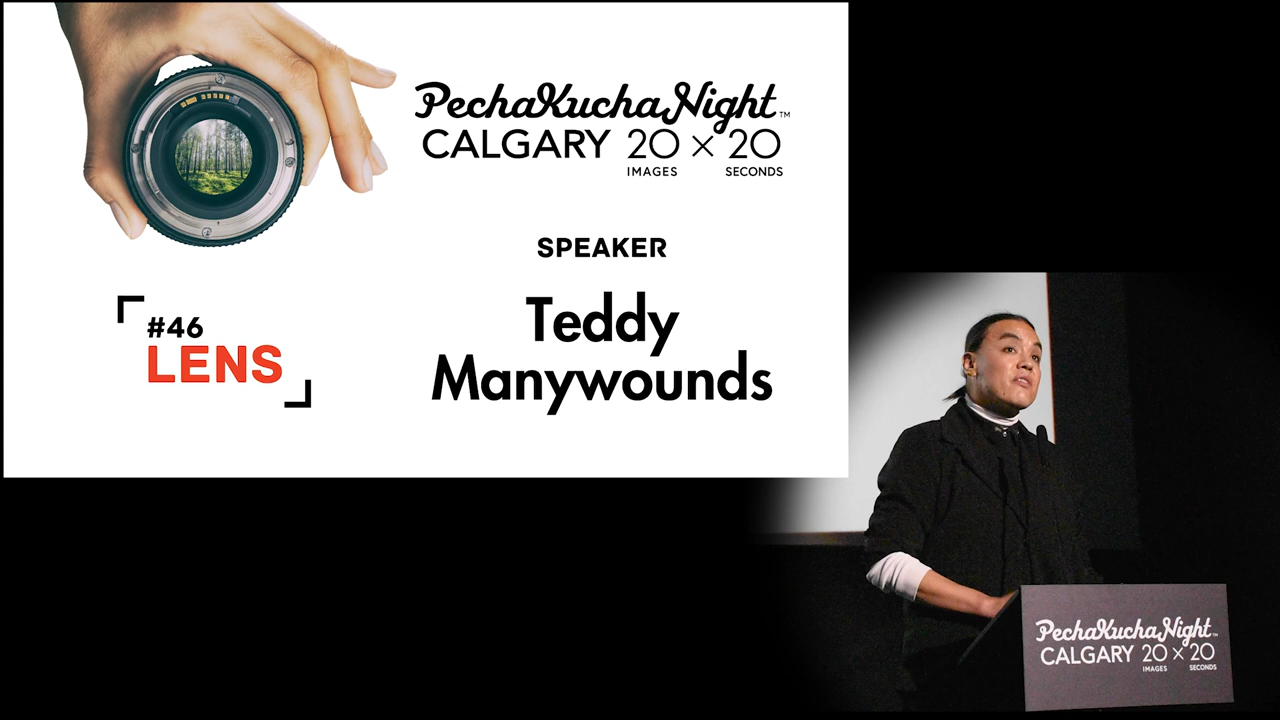 PechaKuchaNight™
CALGARY 20 × 20
IMAGES SECONDS
SPEAKER
Teddy
Manywounds
#46
LENS
PechaKuchaNight™
CALGARY 20 × 20
IMAGES SECONDS